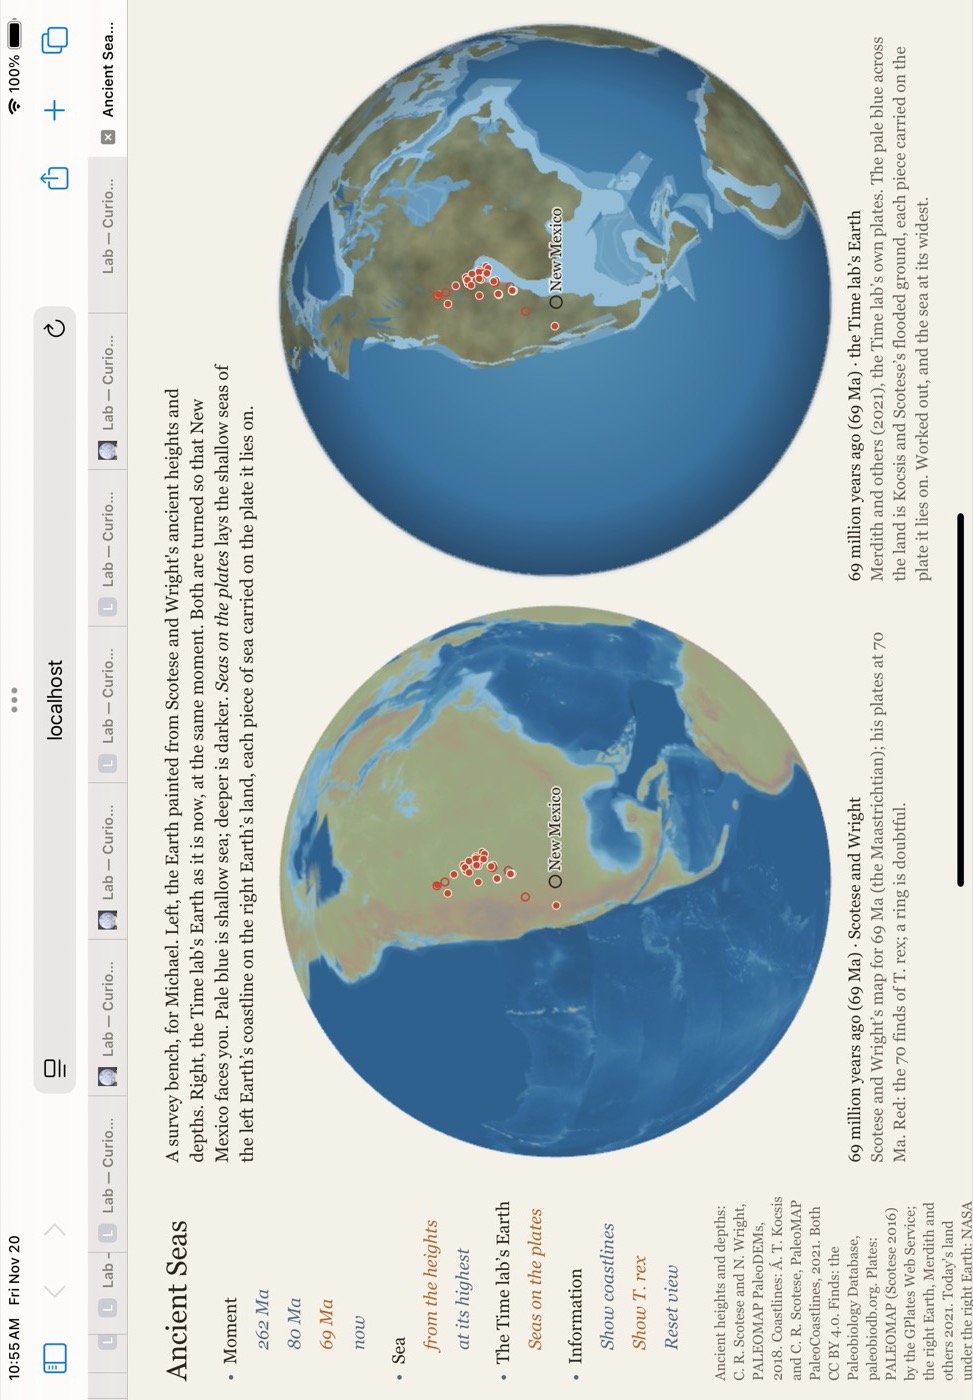 10:55 AM Fri Nov 20
100%
localhost
Lab -
Lab — Curio...
Lab — Curio...
Lab — Curio...
Lab — Curio...
Lab — Curio...
Lab — Curio...
Lab — Curio...
Ancient Sea...
Ancient Seas
• Moment
262 Ma
80 Ma
69 Ma
now
• Sea
from the heights
at its highest
• The Time lab's Earth
Seas on the plates
• Information
Show coastlines
Show T. rex
Reset view
Ancient heights and depths:
C. R. Scotese and N. Wright,
PALEOMAP PaleoDEMs,
2018. Coastlines: Á. T. Kocsis
and C. R. Scotese, PaleoMAP
PaleoCoastlines, 2021. Both
CC BY 4.0. Finds: the
Paleobiology Database,
paleobiodb.org. Plates:
PALEOMAP (Scotese 2016)
by the GPlates Web Service;
the right Earth, Merdith and
others 2021. Today's land
under the right Earth: NASA
A survey bench, for Michael. Left, the Earth painted from Scotese and Wright's ancient heights and
depths. Right, the Time lab's Earth as it is now, at the same moment. Both are turned so that New
Mexico faces you. Pale blue is shallow sea; deeper is darker. Seas on the plates lays the shallow seas of
the left Earth's coastline on the right Earth's land, each piece of sea carried on the plate it lies on.
New Mexico
New Mexico
69 million years ago (69 Ma) · Scotese and Wright
Scotese and Wright's map for 69 Ma (the Maastrichtian); his plates at 70
Ma. Red: the 70 finds of T. rex; a ring is doubtful.
69 million years ago (69 Ma) · the Time lab's Earth
Merdith and others (2021), the Time lab's own plates. The pale blue across
the land is Kocsis and Scotese's flooded ground, each piece carried on the
plate it lies on. Worked out, and the sea at its widest.